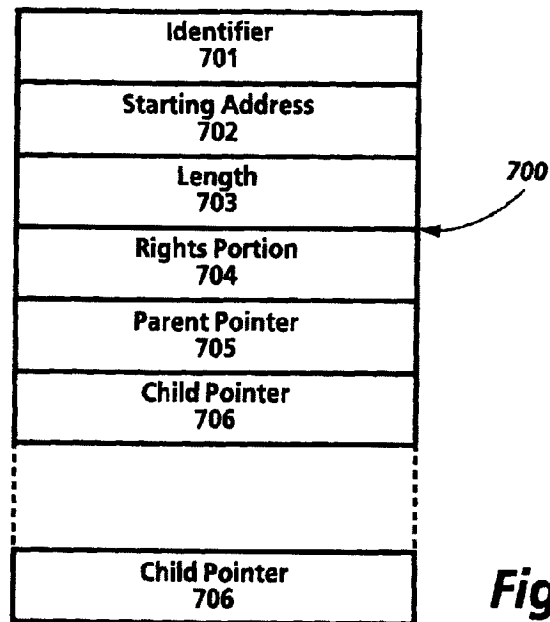 Identifier
701
Starting Address
702
Length
703
700
Rights Portion
704
Parent Pointer
705
Child Pointer
706
Child Pointer
706
Fig